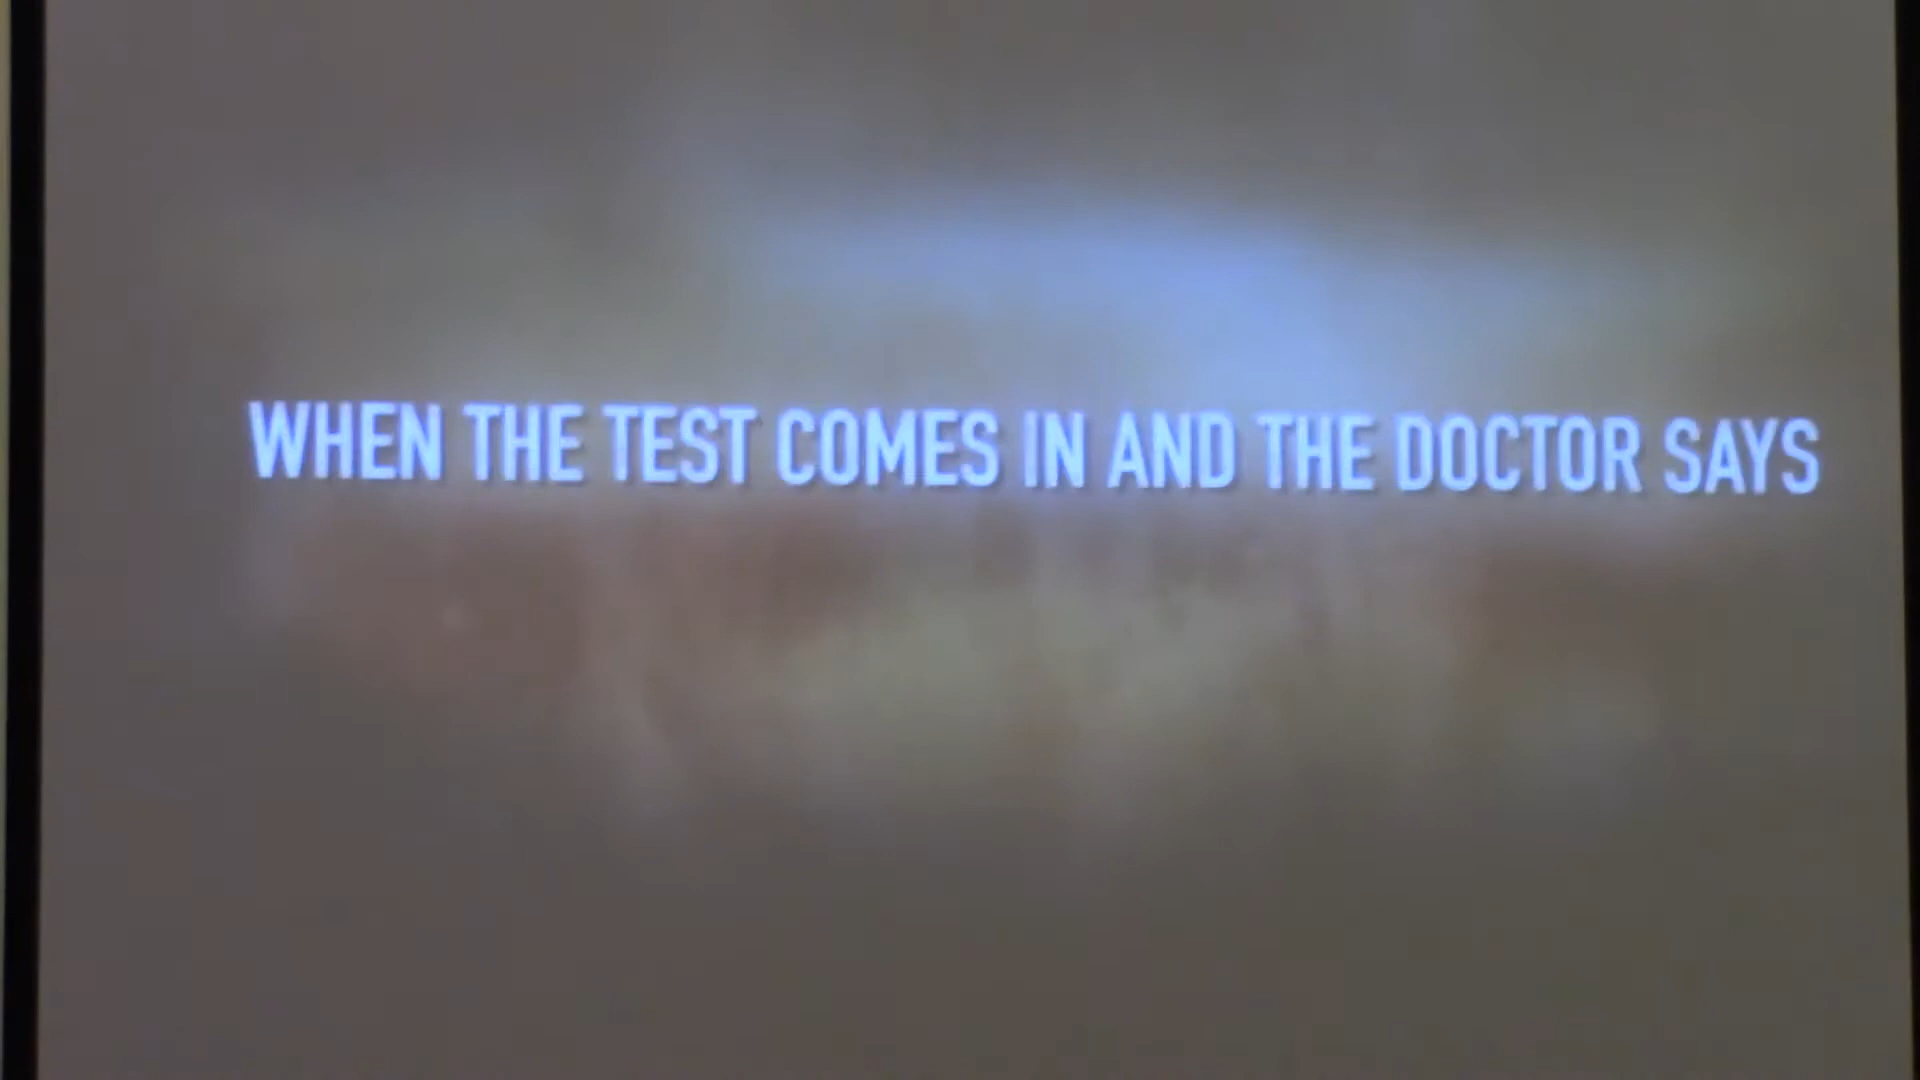 WHEN THE TEST COMES IN AND THE DOCTOR SAYS